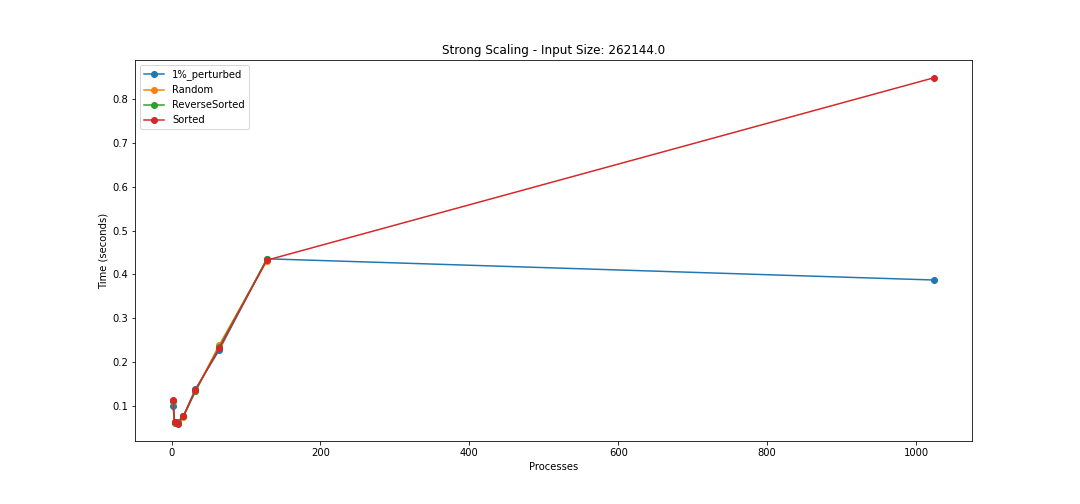 Strong Scaling - Input Size: 262144.0
1%_perturbed
Random
ReverseSorted
Sorted
Time (seconds)
0.8
0.7
0.6
0.5
0.4
0.3
0.2
0.1
0 200 400 600 800 1000
Processes